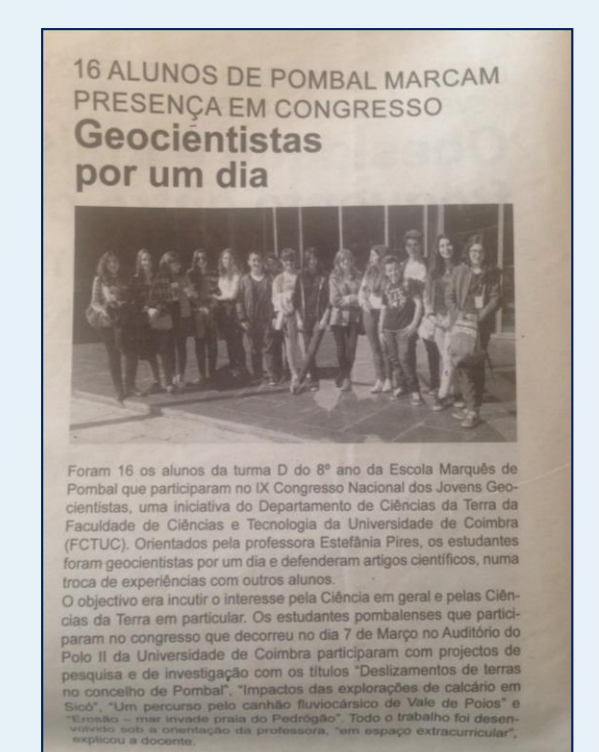 16 ALUNOS DE POMBAL MARCAM
PRESENÇA EM CONGRESSO
Geocientistas
por um dia
Foram 16 os alunos da turma D do 8º ano da Escola Marquês de
Pombal que participaram no IX Congresso Nacional dos Jovens Geo-
cientistas, uma iniciativa do Departamento de Ciências da Terra da
Faculdade de Ciências e Tecnologia da Universidade de Coimbra
(FCTUC). Orientados pela professora Estefânia Pires, os estudantes
foram geocientistas por um dia e defenderam artigos científicos, numa
troca de experiências com outros alunos.
O objectivo era incutir o interesse pela Ciência em geral e pelas Ciên-
cias da Terra em particular. Os estudantes pombalenses que partici-
param no congresso que decorreu no dia 7 de Março no Auditório do
Polo II da Universidade de Coimbra participaram com projectos de
pesquisa e de investigação com os títulos "Deslizamentos de terras
no concelho de Pombal", "Impactos das explorações de calcário em
Sicó", "Um percurso pelo canhão fluviocársico de Vale de Poios" e
"Erosão – mar invade praia do Pedrógão". Todo o trabalho foi desen-
volvido sob a orientação da professora, "em espaço extracurricular",
explicou a docente.